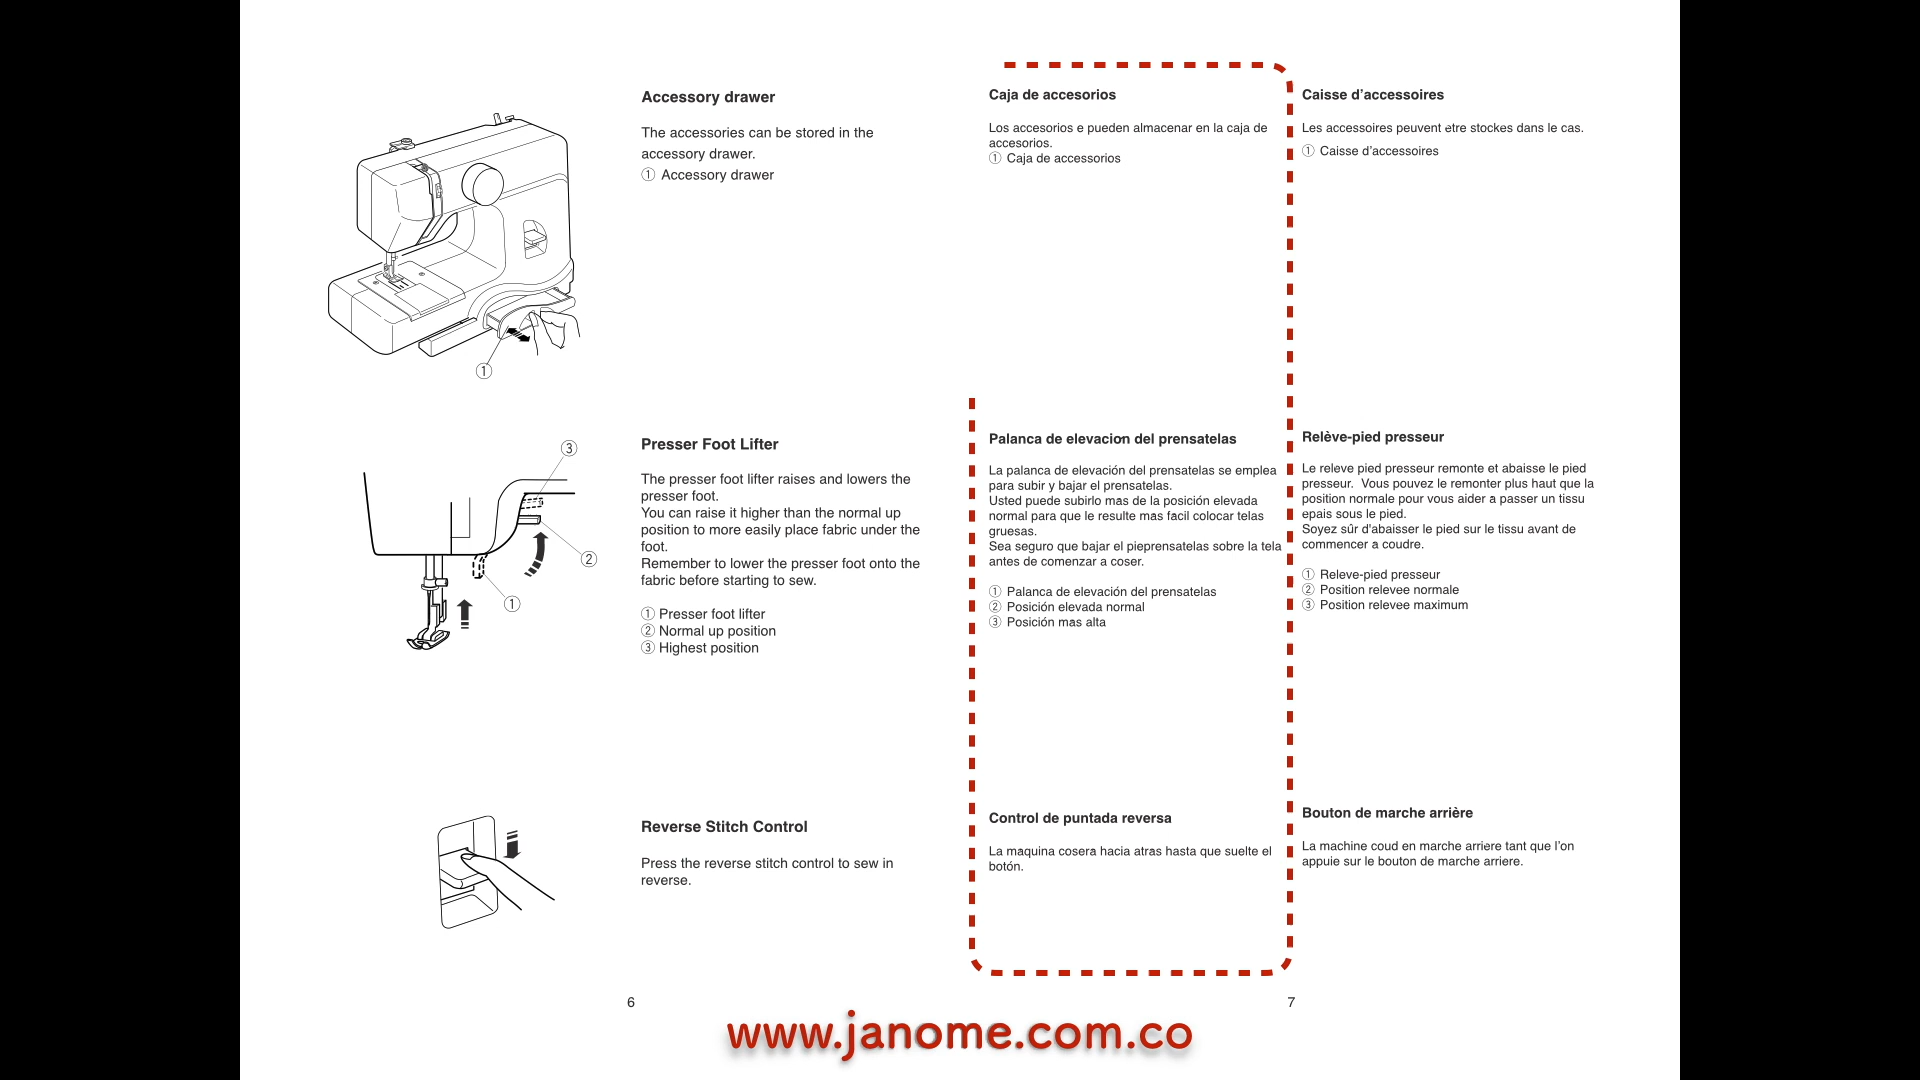 Accessory drawer
The accessories can be stored in the
accessory drawer.
① Accessory drawer
①
Presser Foot Lifter
The presser foot lifter raises and lowers the
presser foot.
You can raise it higher than the normal up
position to more easily place fabric under the
foot.
Remember to lower the presser foot onto the
fabric before starting to sew.
① Presser foot lifter
② Normal up position
③ Highest position
③
②
①
Reverse Stitch Control
Press the reverse stitch control to sew in
reverse.
6
Caja de accesorios
Los accesorios e pueden almacenar en la caja de
accesorios.
① Caja de accessorios
Palanca de elevacion del prensatelas
La palanca de elevación del prensatelas se emplea
para subir y bajar el prensatelas.
Usted puede subirlo mas de la posición elevada
normal para que le resulte mas facil colocar telas
gruesas.
Sea seguro que bajar el pieprensatelas sobre la tela
antes de comenzar a coser.
① Palanca de elevación del prensatelas
② Posición elevada normal
③ Posición mas alta
Control de puntada reversa
La maquina cosera hacia atras hasta que suelte el
botón.
Caisse d’accessoires
Les accessoires peuvent etre stockes dans le cas.
① Caisse d’accessoires
Relève-pied presseur
Le releve pied presseur remonte et abaisse le pied
presseur.  Vous pouvez le remonter plus haut que la
position normale pour vous aider a passer un tissu
epais sous le pied.
Soyez sûr d'abaisser le pied sur le tissu avant de
commencer a coudre.
① Releve-pied presseur
② Position relevee normale
③ Position relevee maximum
Bouton de marche arrière
La machine coud en marche arriere tant que l’on
appuie sur le bouton de marche arriere.
7
www.janome.com.co